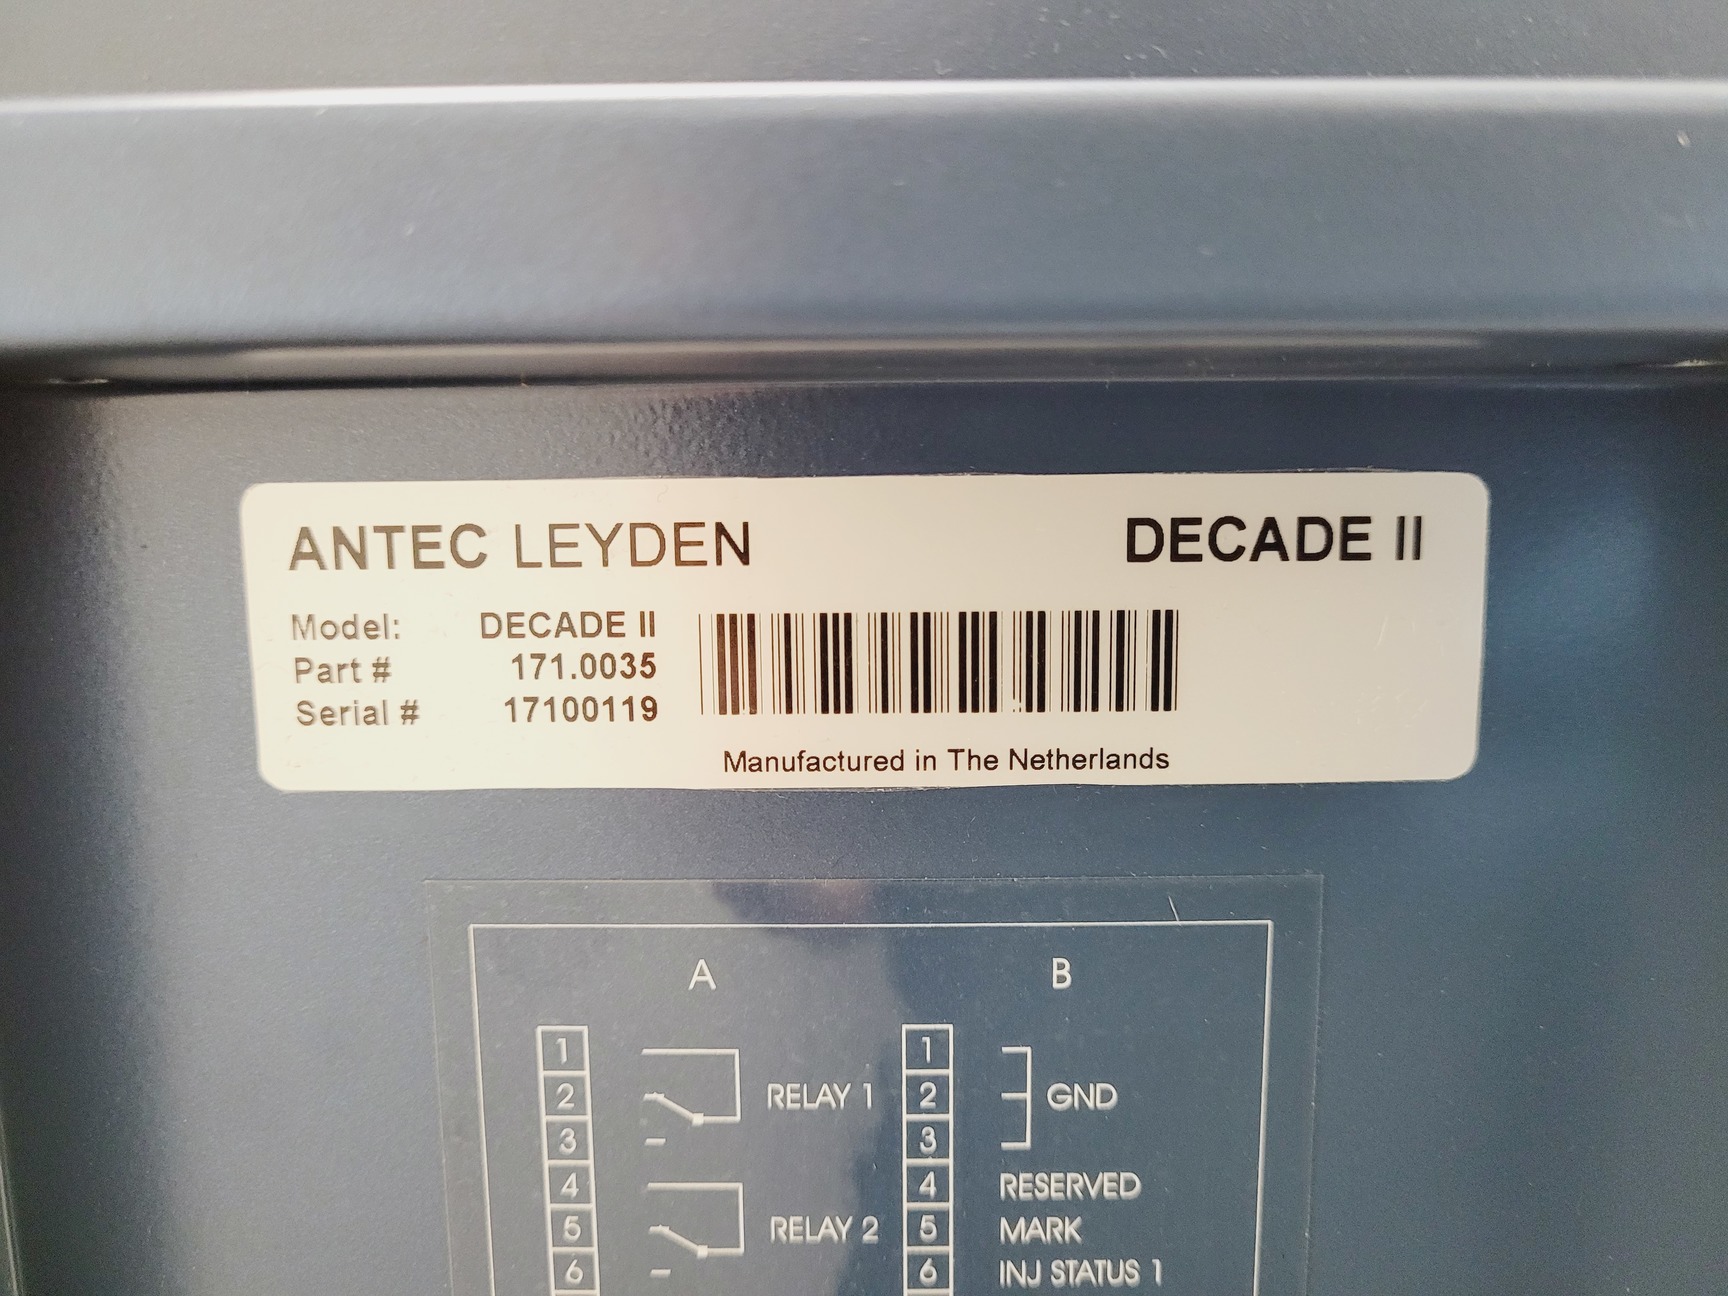 ANTEC LEYDEN DECADE II
Model: DECADE II
Part # 171.0035
Serial # 17100119
Manufactured in The Netherlands
A B
1 1
2 RELAY 1 2 GND
3 3
4 4 RESERVED
5 RELAY 2 5 MARK
6 6 INJ STATUS 1